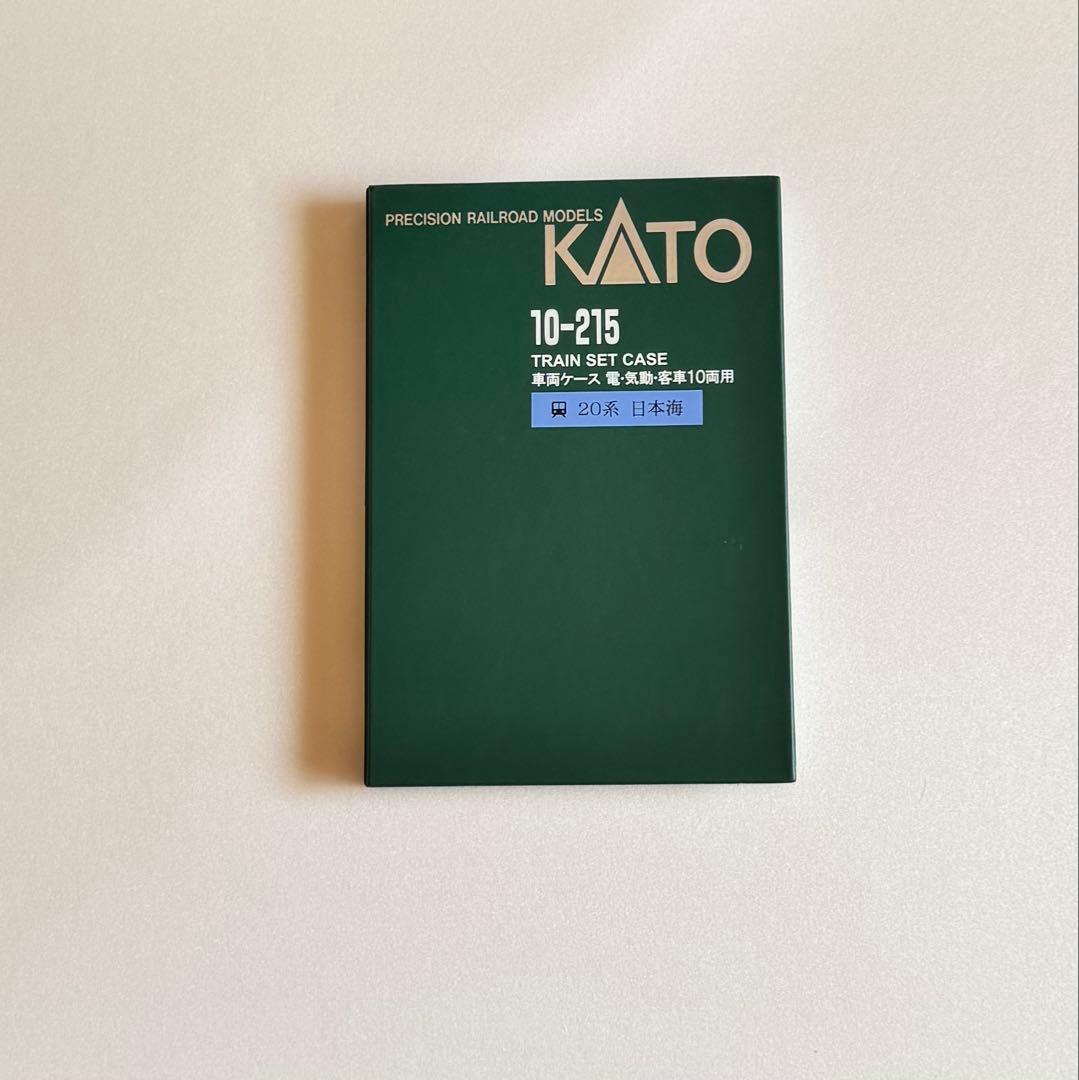 PRECISION RAILROAD MODELS
KATO
10-215
TRAIN SET CASE
車両ケース 電・気動・客車10両用
20系 日本海